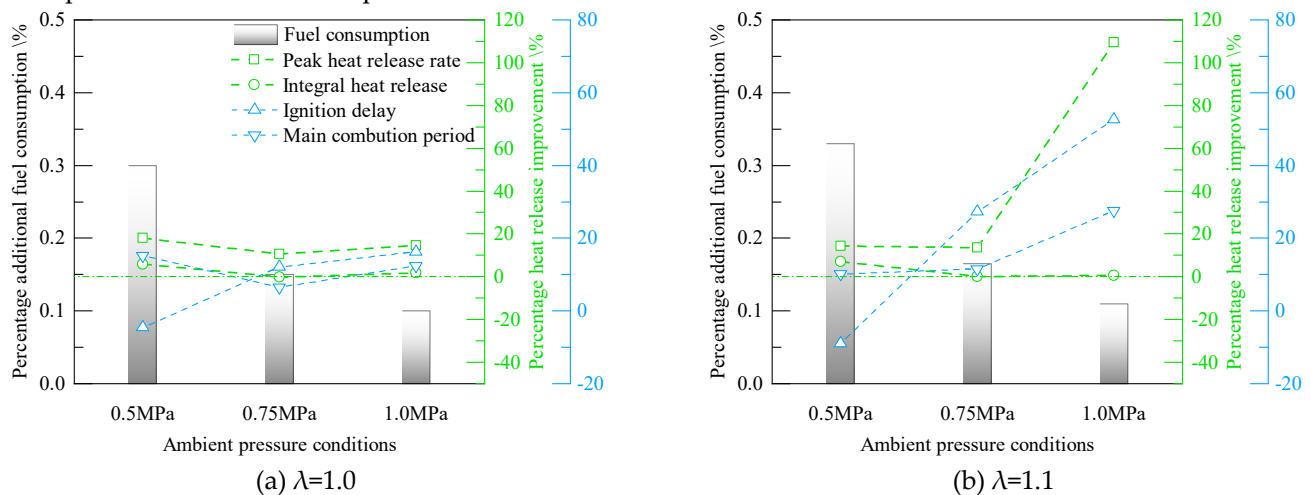 Percentage additional fuel consumption \%
0.5
0.4
0.3
0.2
0.1
0.0
Fuel consumption
Peak heat release rate
Integral heat release
Ignition delay
Main combution period
120
100
80
60
40
20
0
-20
-40
Percentage heat release improvement \%
80
60
40
20
0
-20
0.5MPa 0.75MPa 1.0MPa
Ambient pressure conditions
(a) λ=1.0
Percentage additional fuel consumption \%
0.5
0.4
0.3
0.2
0.1
0.0
120
100
80
60
40
20
0
-20
-40
Percentage heat release improvement \%
80
60
40
20
0
-20
0.5MPa 0.75MPa 1.0MPa
Ambient pressure conditions
(b) λ=1.1